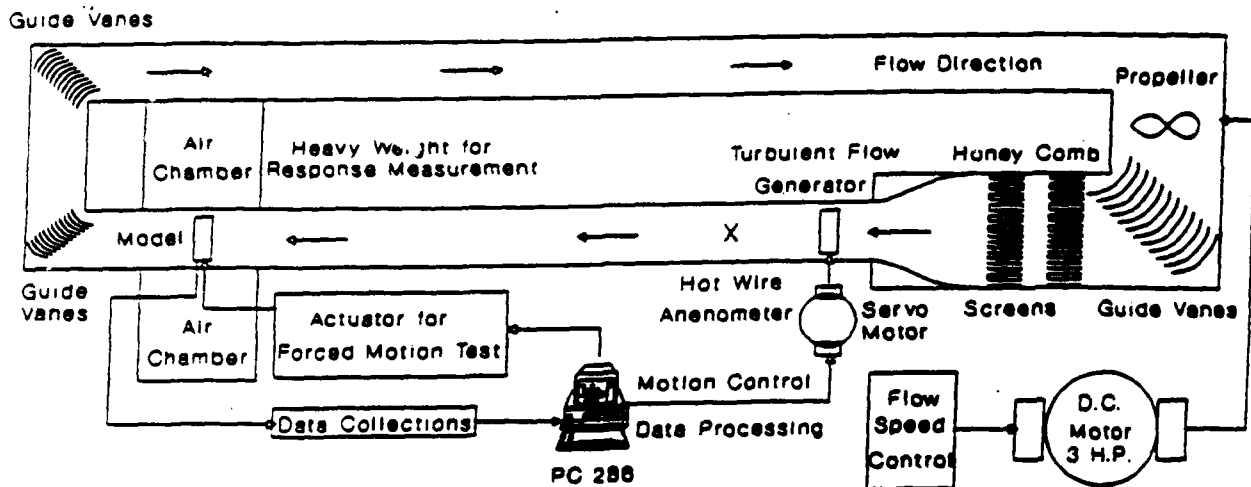 Guide Vanes
Flow Direction
Propeller
Air
Chamber
Heavy Weight for
Response Measurement
Turbulent Flow
Generator
Honey Comb
Model
X
Guide
Vanes
Air
Chamber
Actuator for
Forced Motion Test
Hot Wire
Anenometer
Servo
Motor
Screens
Guide Vanes
Motion Control
Data Collections
Data Processing
PC 286
Flow
Speed
Control
D.C.
Motor
3 H.P.